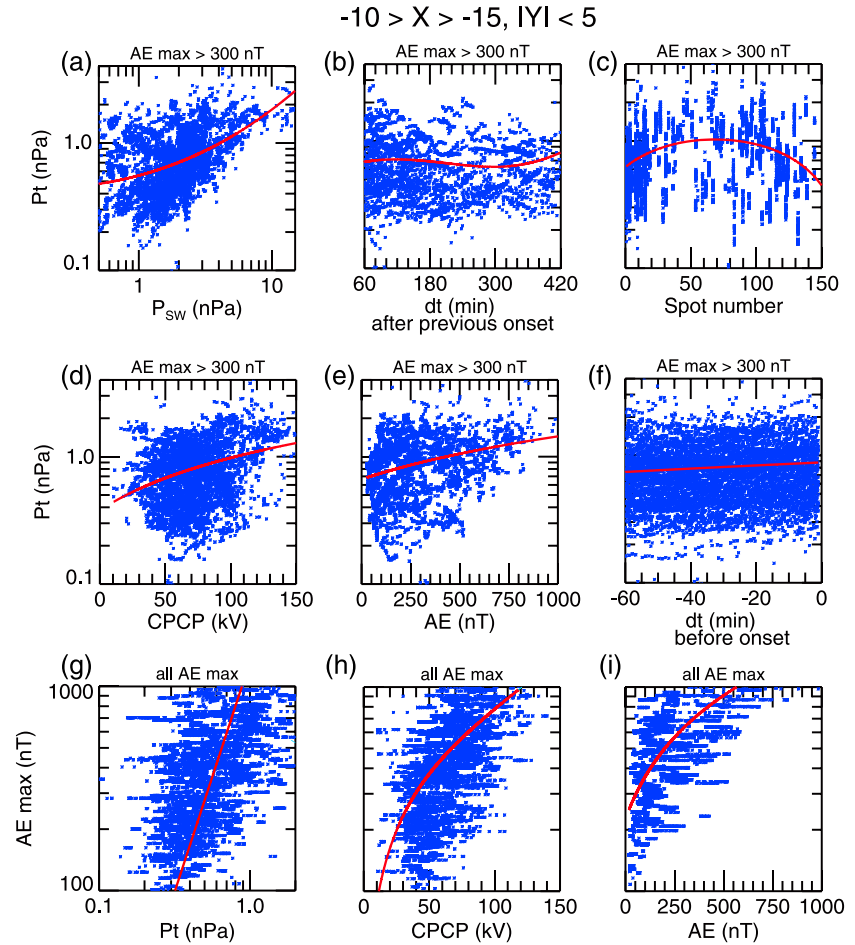 -10 > X > -15, |Y| < 5
(a) AE max > 300 nT (b) AE max > 300 nT (c) AE max > 300 nT
Pt (nPa)
1.0
0.1
1 10
P_SW (nPa)
60 180 300 420
dt (min)
after previous onset
0 50 100 150
Spot number
(d) AE max > 300 nT (e) AE max > 300 nT (f) AE max > 300 nT
Pt (nPa)
1.0
0.1
0 50 100 150
CPCP (kV)
0 250 500 750 1000
AE (nT)
-60 -40 -20 0
dt (min)
before onset
(g) all AE max (h) all AE max (i) all AE max
AE max (nT)
1000
100
0.1 1.0
Pt (nPa)
0 50 100 150
CPCP (kV)
0 250 500 750 1000
AE (nT)